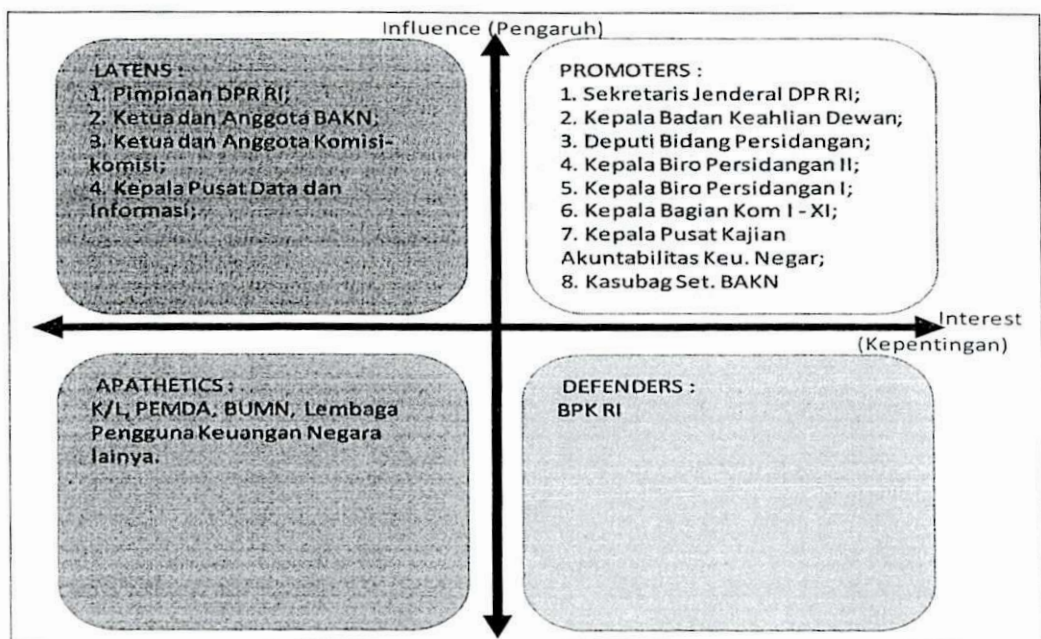 Influence (Pengaruh)
LATENS :
1. Pimpinan DPR RI;
2. Ketua dan Anggota BAKN;
3. Ketua dan Anggota Komisi-
komisi;
4. Kepala Pusat Data dan
Informasi;
PROMOTERS :
1. Sekretaris Jenderal DPR RI;
2. Kepala Badan Keahlian Dewan;
3. Deputi Bidang Persidangan;
4. Kepala Biro Persidangan II;
5. Kepala Biro Persidangan I;
6. Kepala Bagian Kom I - XI;
7. Kepala Pusat Kajian
Akuntabilitas Keu. Negar;
8. Kasubag Set. BAKN
Interest
(Kepentingan)
APATHETICS :
K/L, PEMDA, BUMN, Lembaga
Pengguna Keuangan Negara
lainya.
DEFENDERS :
BPK RI